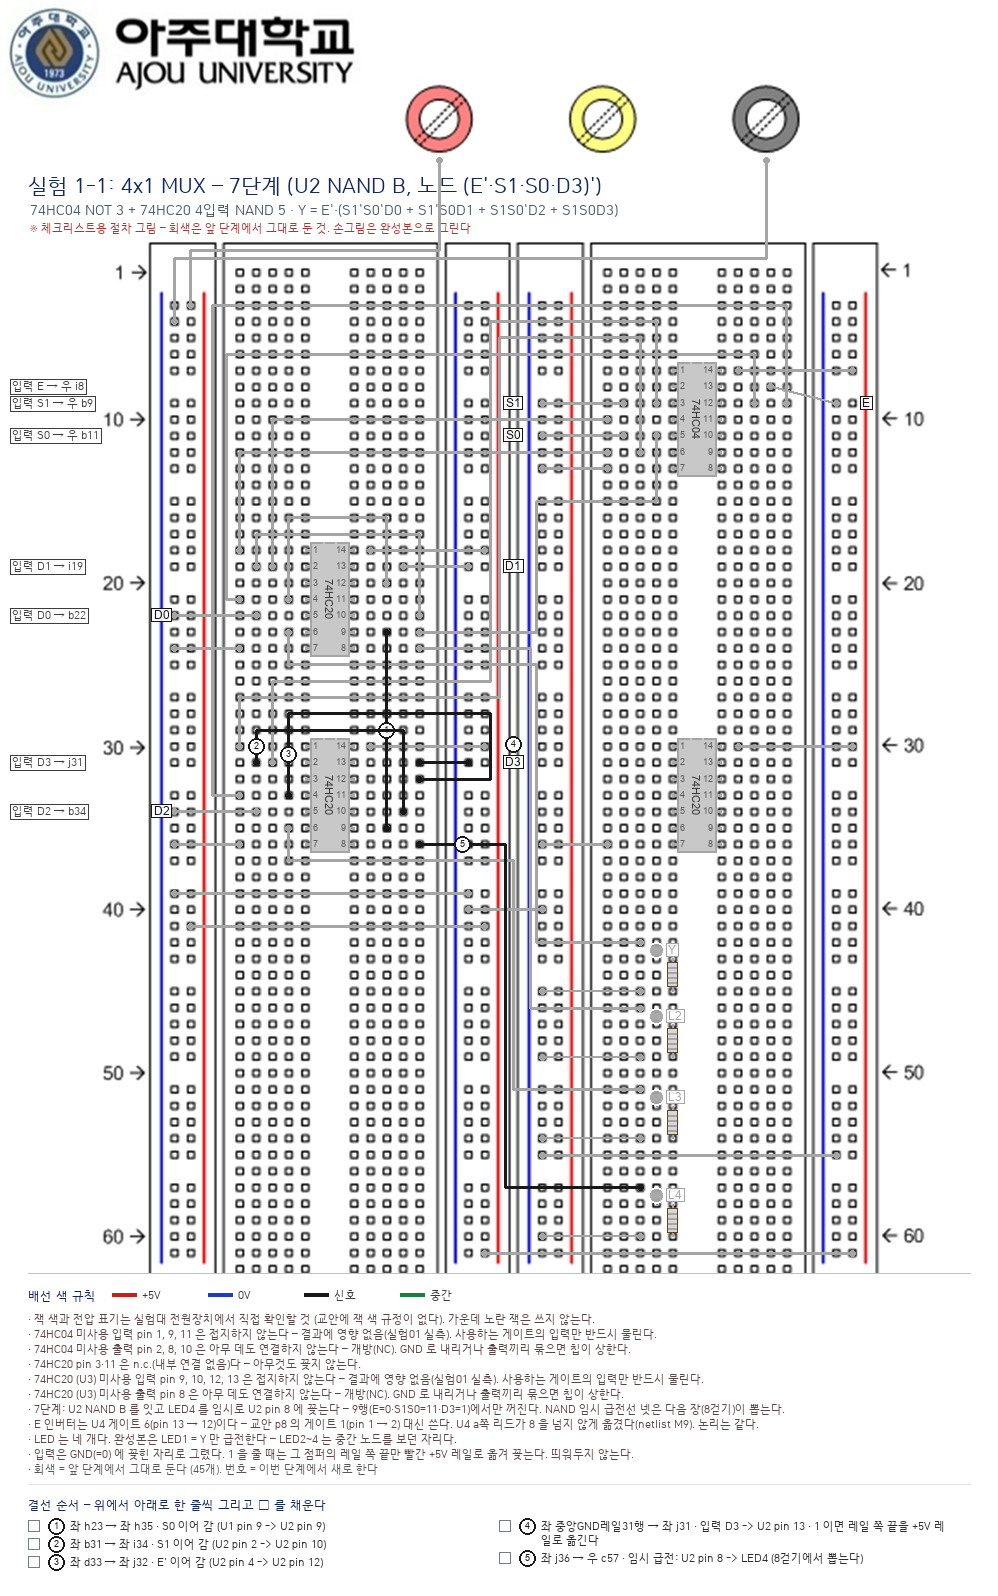 아주대학교
AJOU UNIVERSITY
AJOU UNIVERSITY
1973
실험 1-1: 4x1 MUX – 7단계 (U2 NAND B, 노드 (E'·S1·S0·D3)')
74HC04 NOT 3 + 74HC20 4입력 NAND 5 · Y = E'·(S1'S0'D0 + S1'S0D1 + S1S0'D2 + S1S0D3)
※ 체크리스트용 절차 그림 – 회색은 앞 단계에서 그대로 둔 것. 손그림은 완성본으로 그린다
1
1
10
10
20
20
30
30
40
40
50
50
60
60
입력 E → 우 i8
입력 S1 → 우 b9
입력 S0 → 우 b11
입력 D1 → i19
입력 D0 → b22
입력 D3 → j31
입력 D2 → b34
S1
S0
E
D1
D0
D3
D2
74HC04
74HC20
74HC20
74HC20
1 2 3 4 5 6 7
14 13 12 11 10 9 8
1
2
3
4
5
Y
L2
L3
L4
배선 색 규칙
+5V
0V
신호
중간
· 잭 색과 전압 표기는 실험대 전원장치에서 직접 확인할 것 (교안에 잭 색 규정이 없다). 가운데 노란 잭은 쓰지 않는다.
· 74HC04 미사용 입력 pin 1, 9, 11 은 접지하지 않는다 – 결과에 영향 없음(실험01 실측). 사용하는 게이트의 입력만 반드시 물린다.
· 74HC04 미사용 출력 pin 2, 8, 10 은 아무 데도 연결하지 않는다 – 개방(NC). GND 로 내리거나 출력끼리 묶으면 칩이 상한다.
· 74HC20 pin 3·11 은 n.c.(내부 연결 없음)다 – 아무것도 꽂지 않는다.
· 74HC20 (U3) 미사용 입력 pin 9, 10, 12, 13 은 접지하지 않는다 – 결과에 영향 없음(실험01 실측). 사용하는 게이트의 입력만 반드시 물린다.
· 74HC20 (U3) 미사용 출력 pin 8 은 아무 데도 연결하지 않는다 – 개방(NC). GND 로 내리거나 출력끼리 묶으면 칩이 상한다.
· 7단계: U2 NAND B 를 잇고 LED4 를 임시로 U2 pin 8 에 꽂는다 – 9행(E=0·S1S0=11·D3=1)에서만 꺼진다. NAND 임시 급전선 넷은 다음 장(8걷기)이 뽑는다.
· E 인버터는 U4 게이트 6(pin 13 → 12)이다 – 교안 p8 의 게이트 1(pin 1 → 2) 대신 쓴다. U4 a쪽 리드가 8 을 넘지 않게 옮겼다(netlist M9). 논리는 같다.
· LED 는 네 개다. 완성본은 LED1 = Y 만 급전한다 – LED2~4 는 중간 노드를 보던 자리다.
· 입력은 GND(=0) 에 꽂힌 자리로 그렸다. 1 을 줄 때는 그 점퍼의 레일 쪽 끝만 빨간 +5V 레일로 옮겨 꽂는다. 띄워두지 않는다.
· 회색 = 앞 단계에서 그대로 둔다 (45개). 번호 = 이번 단계에서 새로 한다
결선 순서 – 위에서 아래로 한 줄씩 그리고 □ 를 채운다
1 좌 h23 → 좌 h35 · S0 이어 감 (U1 pin 9 -> U2 pin 9)
2 좌 b31 → 좌 i34 · S1 이어 감 (U2 pin 2 -> U2 pin 10)
3 좌 d33 → 좌 j32 · E' 이어 감 (U2 pin 4 -> U2 pin 12)
4 좌 중앙GND레일31행 → 좌 j31 · 입력 D3 -> U2 pin 13 · 1 이면 레일 쪽 끝을 +5V 레
일로 옮긴다
5 좌 j36 → 우 c57 · 임시 급전: U2 pin 8 -> LED4 (8걷기에서 뽑는다)